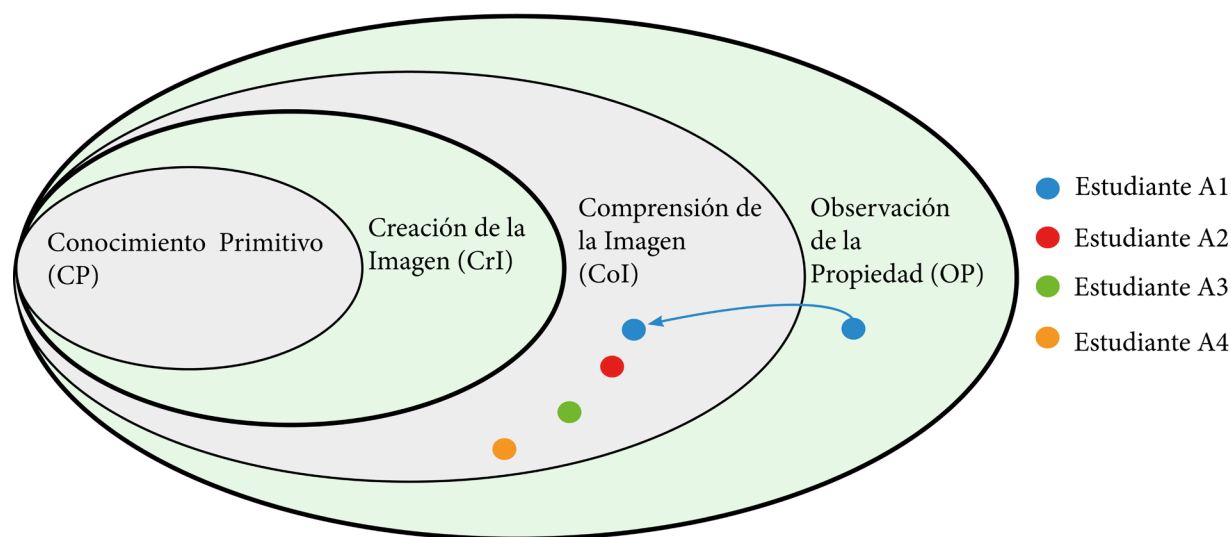 Conocimiento Primitivo
(CP)
Creación de la
Imagen (CrI)
Comprensión de
la Imagen
(CoI)
Observación
de la
Propiedad (OP)
Estudiante A1
Estudiante A2
Estudiante A3
Estudiante A4